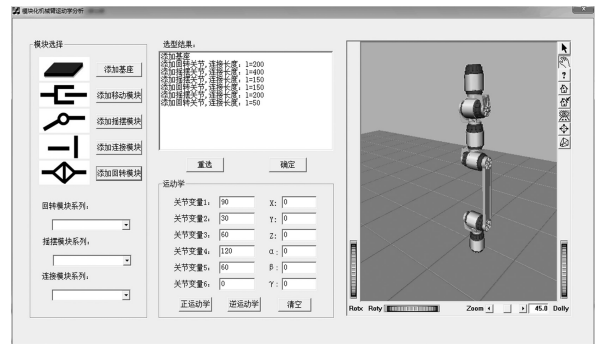 模块化机械臂运动学分析
模块选择
添加基座
添加移动模块
添加摇摆模块
添加连接模块
添加回转模块
回转模块系列:
摇摆模块系列:
连接模块系列:
选型结果:
添加基座
添加回转关节,连接长度: l=200
添加摇摆关节,连接长度: l=400
添加摇摆关节,连接长度: l=150
添加回转关节,连接长度: l=150
添加摇摆关节,连接长度: l=200
添加回转关节,连接长度: l=50
重选
确定
运动学
关节变量1: 90 X: 0
关节变量2: 30 Y: 0
关节变量3: 60 Z: 0
关节变量4: 120 α: 0
关节变量5: 60 β: 0
关节变量6: 0 γ: 0
正运动学
逆运动学
清空
Rotx Roty Zoom 45.0 Dolly